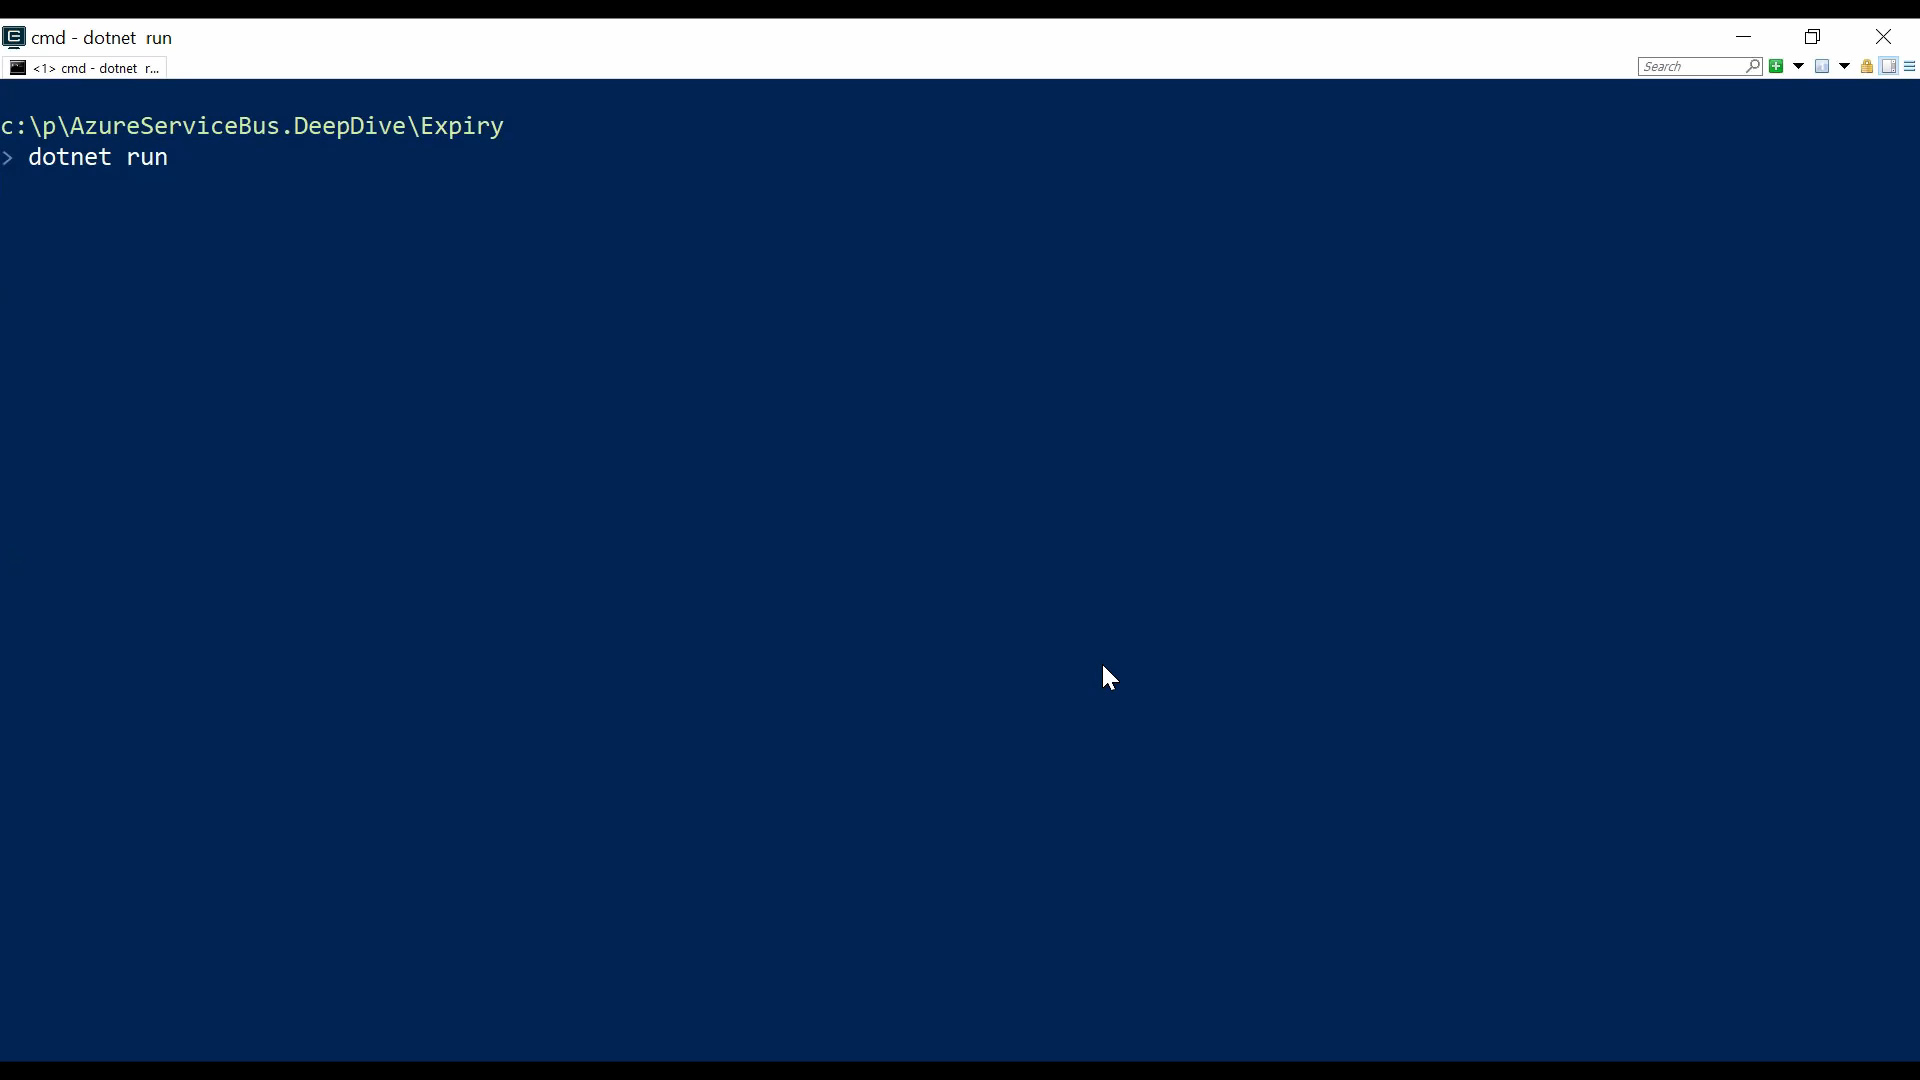 cmd - dotnet  run
<1> cmd - dotnet  r...
Search
c:\p\AzureServiceBus.DeepDive\Expiry
> dotnet run